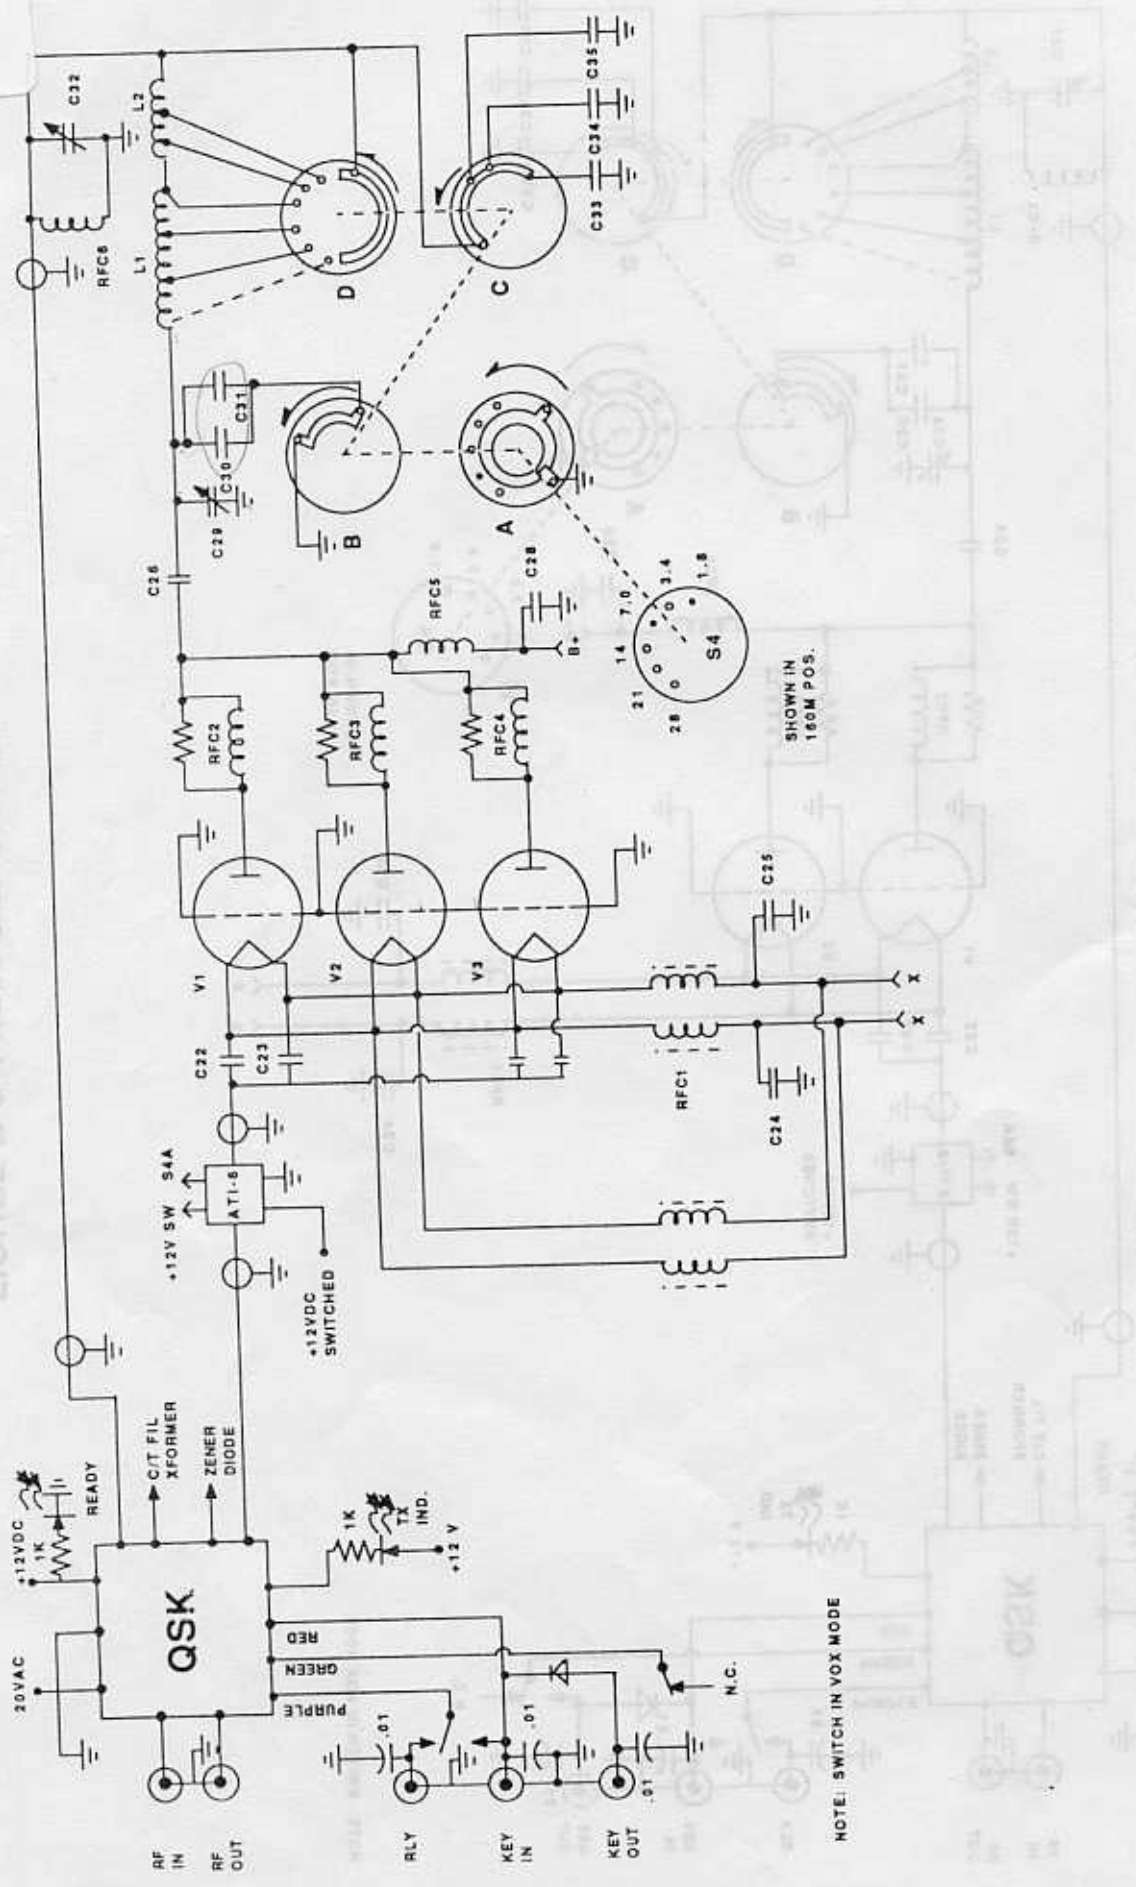 20VAC
+12VDC
1K
READY
C/T FIL
XFORMER
ZENER
DIODE
QSK
RF
IN
RF
OUT
PURPLE
GREEN
RED
1K
TX
IND.
+12 V
RLY
.01
KEY
IN
.01
KEY
OUT
.01
N.C.
NOTE: SWITCH IN VOX MODE
+12V SW
S4A
ATI-6
+12VDC
SWITCHED
C22
C23
V1
V2
V3
RFC1
C24
C25
X
X
RFC2
RFC3
RFC4
RFC5
C28
B+
C26
C29
C30
C31
B
A
S4
28
21
14
7.0
3.4
1.8
SHOWN IN
160M POS.
L1
L2
RFC6
C32
D
C
C33
C34
C35